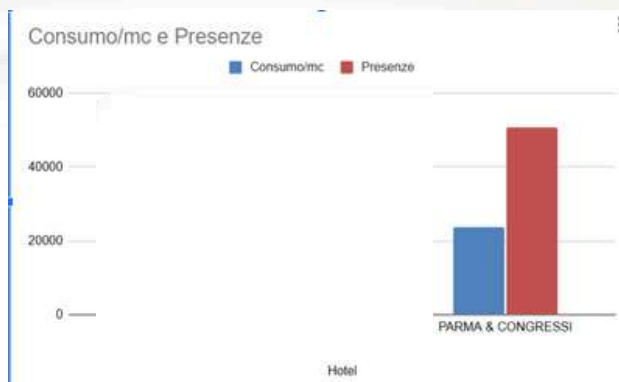 Consumo/mc e Presenze
Consumo/mc Presenze
60000
40000
20000
0
PARMA & CONGRESSI
Hotel